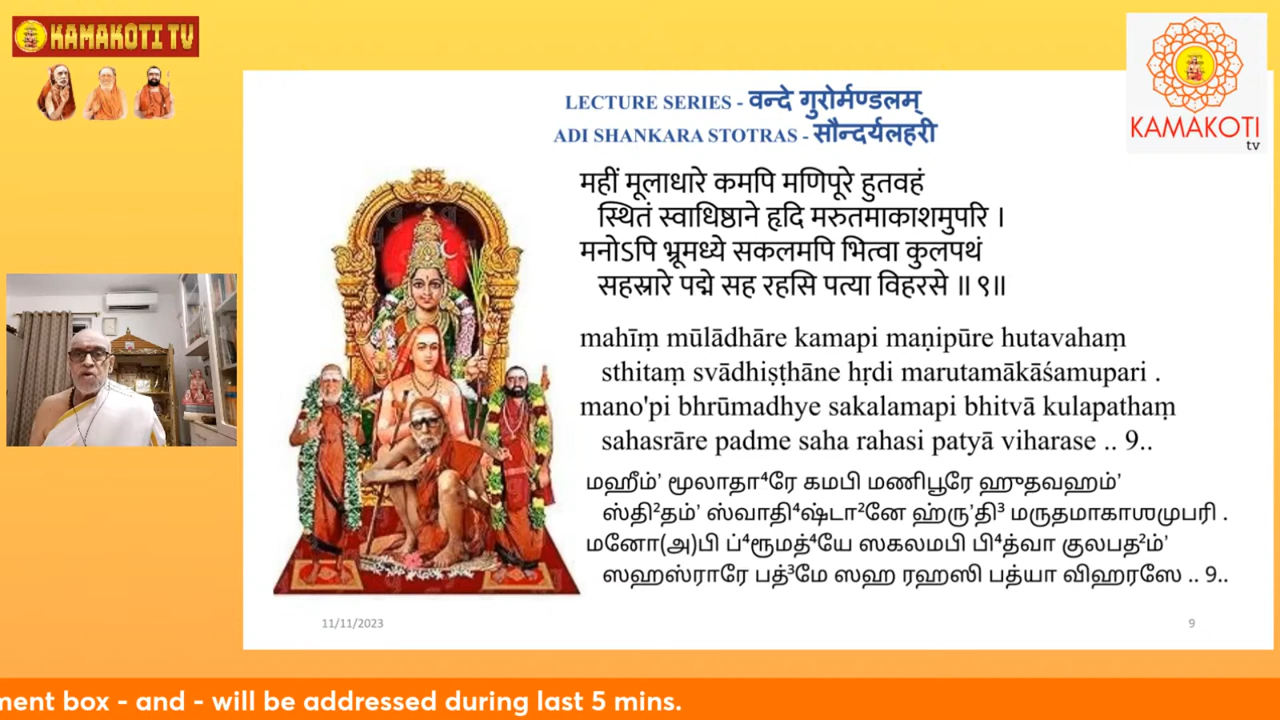 KAMAKOTI TV
KAMAKOTI
tv
LECTURE SERIES - वन्दे गुरोर्मण्डलम्
ADI SHANKARA STOTRAS - सौन्दर्यलहरी
महीं मूलाधारे कमपि मणिपूरे हुतवहं
स्थितं स्वाधिष्ठाने हृदि मरुतमाकाशमुपरि ।
मनोऽपि भ्रूमध्ये सकलमपि भित्वा कुलपथं
सहस्रारे पद्मे सह रहसि पत्या विहरसे ॥ ९॥
mahīṃ mūlādhāre kamapi maṇipūre hutavahaṃ
sthitaṃ svādhiṣṭhāne hṛdi marutamākāśamupari .
mano'pi bhrūmadhye sakalamapi bhitvā kulapathaṃ
sahasrāre padme saha rahasi patyā viharase .. 9..
மஹீம்ʼ மூலாதா⁴ரே கமபி மணிபூரே ஹுதவஹம்ʼ
ஸ்தி²தம்ʼ ஸ்வாதி⁴ஷ்டா²னே ஹ்ருʼதி³ மருதமாகாஶமுபரி .
மனோ(அ)பி ப்⁴ரூமத்⁴யே ஸகலமபி பி⁴த்வா குலபத²ம்ʼ
ஸஹஸ்ராரே பத்³மே ஸஹ ரஹஸி பத்யா விஹரஸே .. 9..
11/11/2023
9
ment box - and - will be addressed during last 5 mins.